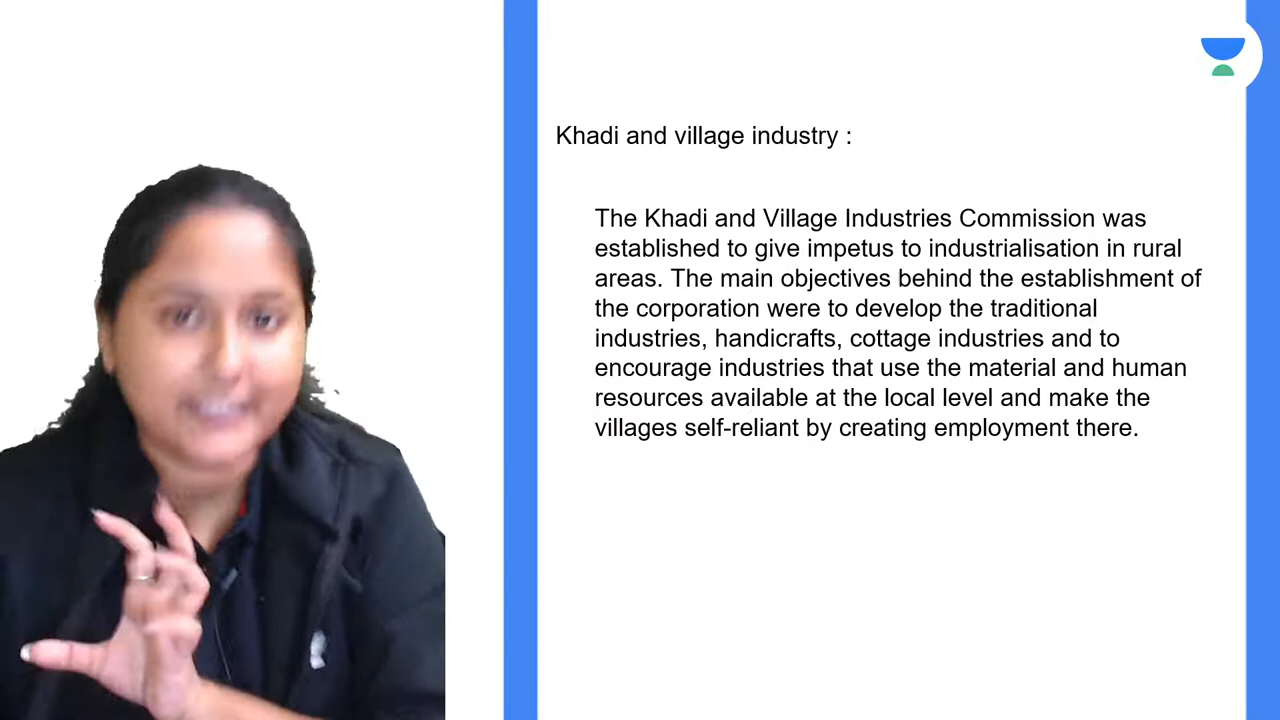 Khadi and village industry :
The Khadi and Village Industries Commission was
established to give impetus to industrialisation in rural
areas. The main objectives behind the establishment of
the corporation were to develop the traditional
industries, handicrafts, cottage industries and to
encourage industries that use the material and human
resources available at the local level and make the
villages self-reliant by creating employment there.